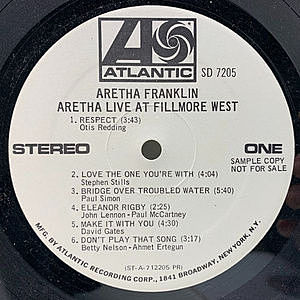 ATLANTIC
SD 7205
ARETHA FRANKLIN
ARETHA LIVE AT FILLMORE WEST
1. RESPECT (3:43)
Otis Redding
STEREO
ONE
SAMPLE COPY
NOT FOR SALE
2. LOVE THE ONE YOU'RE WITH (4:04)
Stephen Stills
3. BRIDGE OVER TROUBLED WATER (5:40)
Paul Simon
4. ELEANOR RIGBY (2:25)
John Lennon - Paul McCartney
5. MAKE IT WITH YOU (4:30)
David Gates
6. DON'T PLAY THAT SONG (3:17)
Betty Nelson - Ahmet Ertegun
(ST-A-712205 PR)
MFG. BY ATLANTIC RECORDING CORP., 1841 BROADWAY, NEW YORK, N.Y.